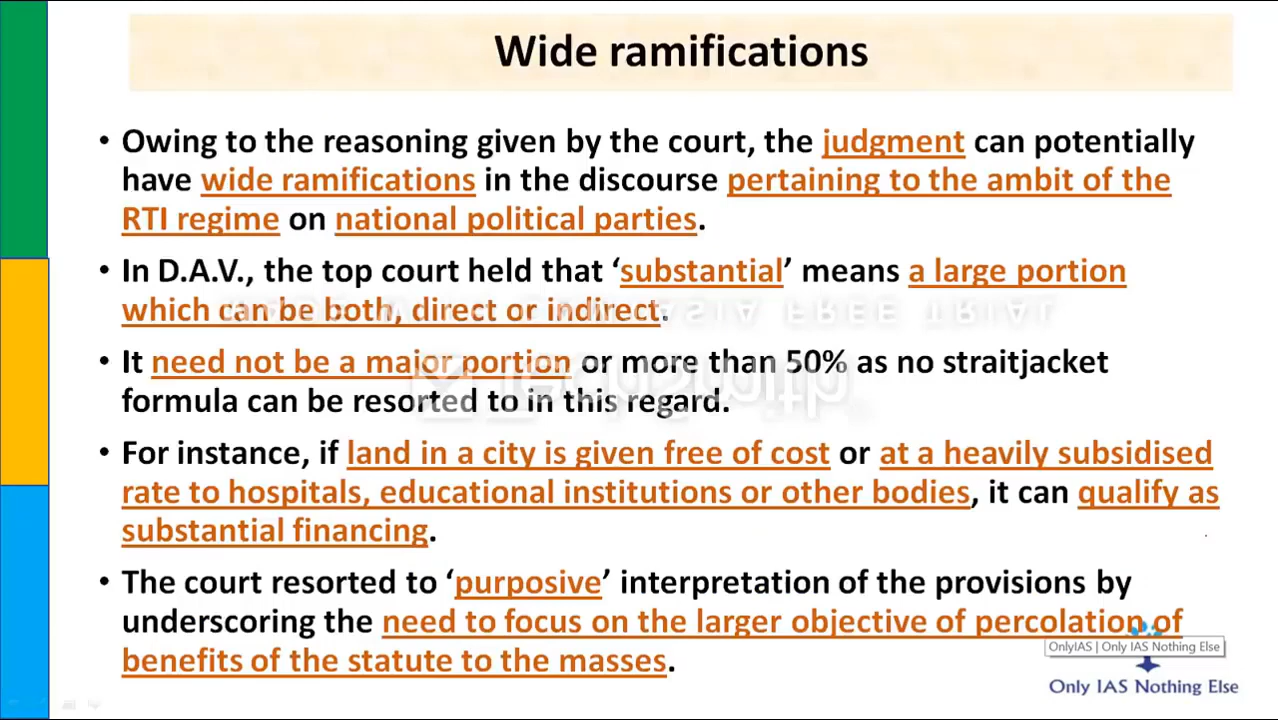 Wide ramifications
• Owing to the reasoning given by the court, the judgment can potentially
have wide ramifications in the discourse pertaining to the ambit of the
RTI regime on national political parties.
• In D.A.V., the top court held that ‘substantial’ means a large portion
which can be both, direct or indirect.
• It need not be a major portion or more than 50% as no straitjacket
formula can be resorted to in this regard.
• For instance, if land in a city is given free of cost or at a heavily subsidised
rate to hospitals, educational institutions or other bodies, it can qualify as
substantial financing.
• The court resorted to ‘purposive’ interpretation of the provisions by
underscoring the need to focus on the larger objective of percolation of
benefits of the statute to the masses.
OnlyIAS | Only IAS Nothing Else
Only IAS Nothing Else